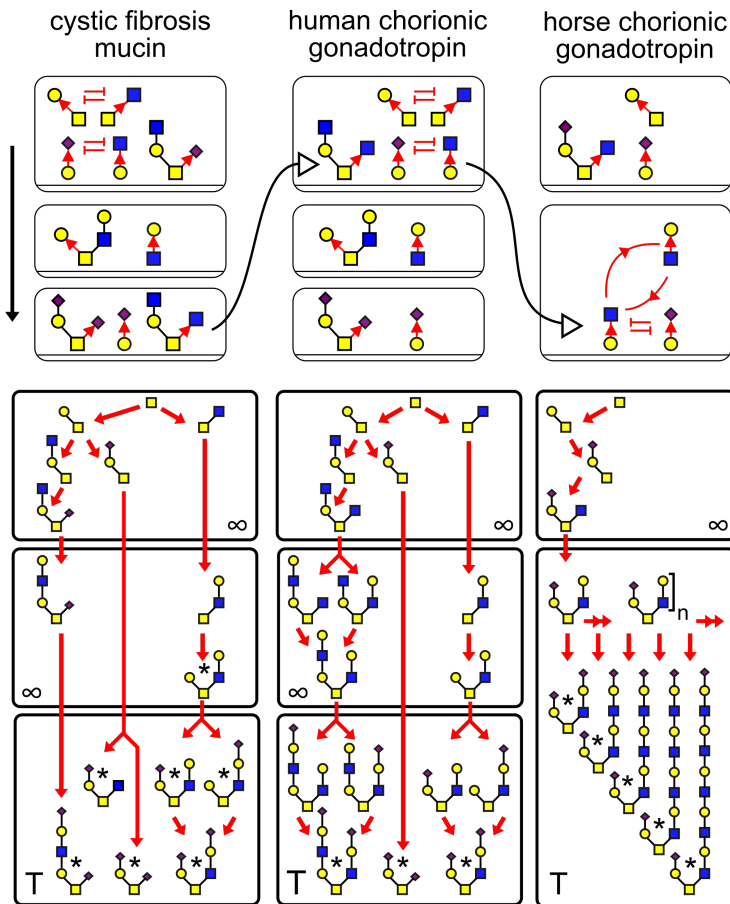 cystic fibrosis
mucin
human chorionic
gonadotropin
horse chorionic
gonadotropin
∞
∞
∞
∞
*
∞
n
T
*
*
*
*
*
*
T
*
*
*
T
*
*
*
*
*